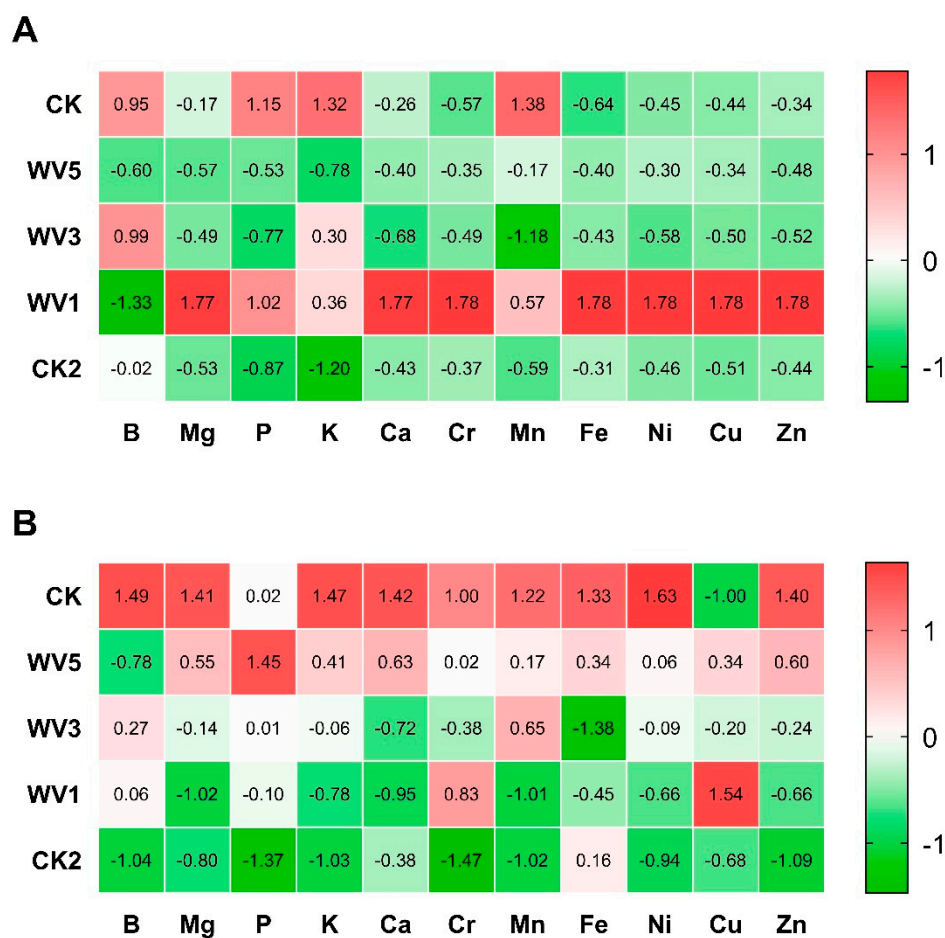 A
CK 0.95 -0.17 1.15 1.32 -0.26 -0.57 1.38 -0.64 -0.45 -0.44 -0.34
WV5 -0.60 -0.57 -0.53 -0.78 -0.40 -0.35 -0.17 -0.40 -0.30 -0.34 -0.48
WV3 0.99 -0.49 -0.77 0.30 -0.68 -0.49 -1.18 -0.43 -0.58 -0.50 -0.52
WV1 -1.33 1.77 1.02 0.36 1.77 1.78 0.57 1.78 1.78 1.78 1.78
CK2 -0.02 -0.53 -0.87 -1.20 -0.43 -0.37 -0.59 -0.31 -0.46 -0.51 -0.44
B Mg P K Ca Cr Mn Fe Ni Cu Zn
1
0
-1
B
CK 1.49 1.41 0.02 1.47 1.42 1.00 1.22 1.33 1.63 -1.00 1.40
WV5 -0.78 0.55 1.45 0.41 0.63 0.02 0.17 0.34 0.06 0.34 0.60
WV3 0.27 -0.14 0.01 -0.06 -0.72 -0.38 0.65 -1.38 -0.09 -0.20 -0.24
WV1 0.06 -1.02 -0.10 -0.78 -0.95 0.83 -1.01 -0.45 -0.66 1.54 -0.66
CK2 -1.04 -0.80 -1.37 -1.03 -0.38 -1.47 -1.02 0.16 -0.94 -0.68 -1.09
B Mg P K Ca Cr Mn Fe Ni Cu Zn
1
0
-1